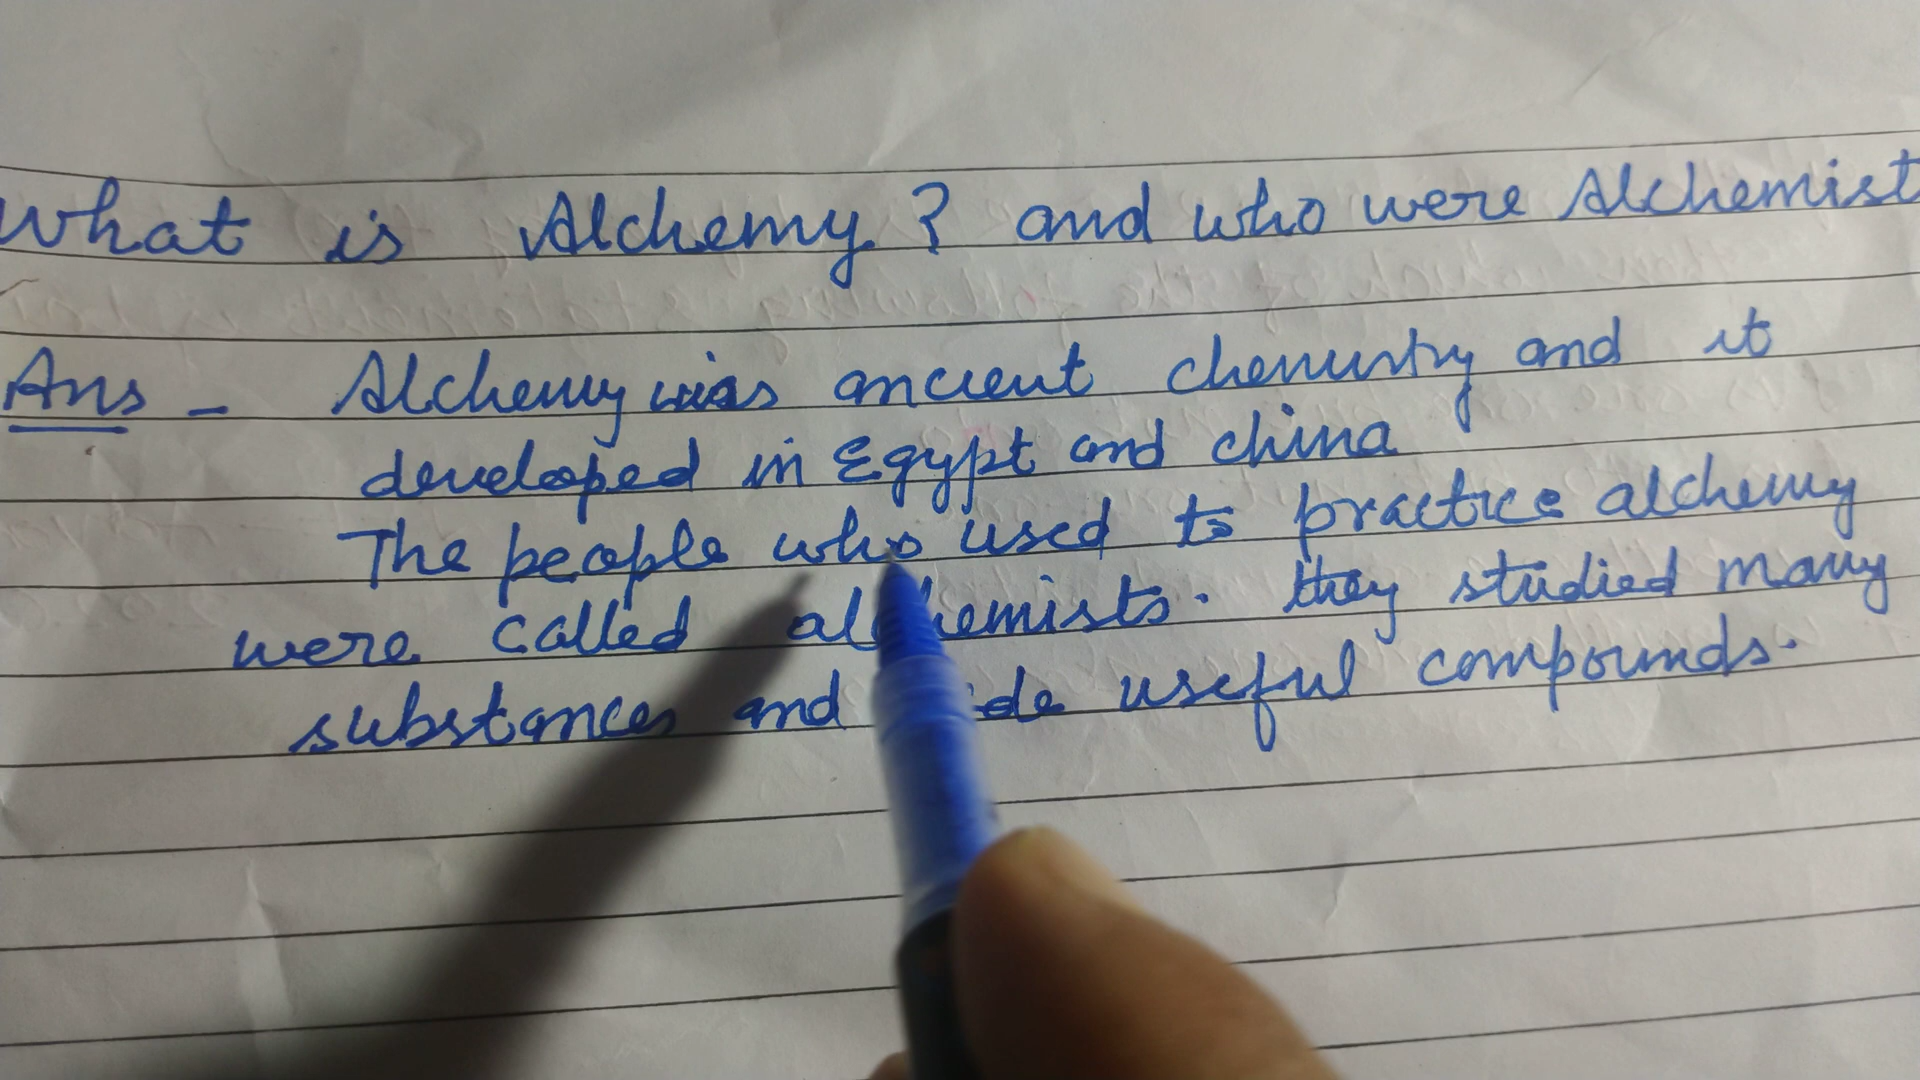 What is Alchemy? and who were Alchemist
Ans - Alchemy was ancient chemistry and it
developed in Egypt and china
The people who used to practice alchemy
were called alchemists. they studied many
substances and useful compounds.